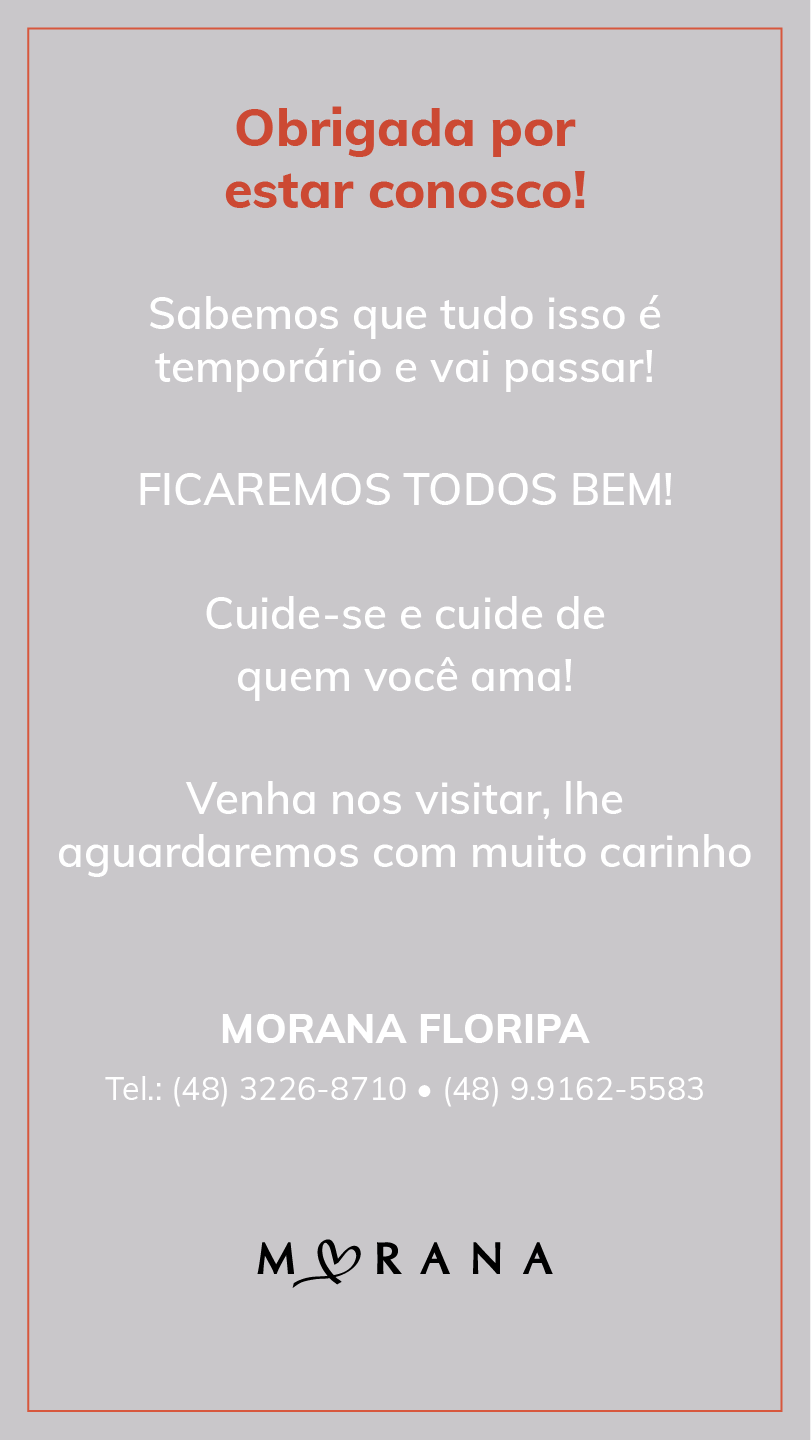 Obrigada por
estar conosco!
Sabemos que tudo isso é
temporário e vai passar!
FICAREMOS TODOS BEM!
Cuide-se e cuide de
quem você ama!
Venha nos visitar, lhe
aguardaremos com muito carinho
MORANA FLORIPA
Tel.: (48) 3226-8710 • (48) 9.9162-5583
MORANA